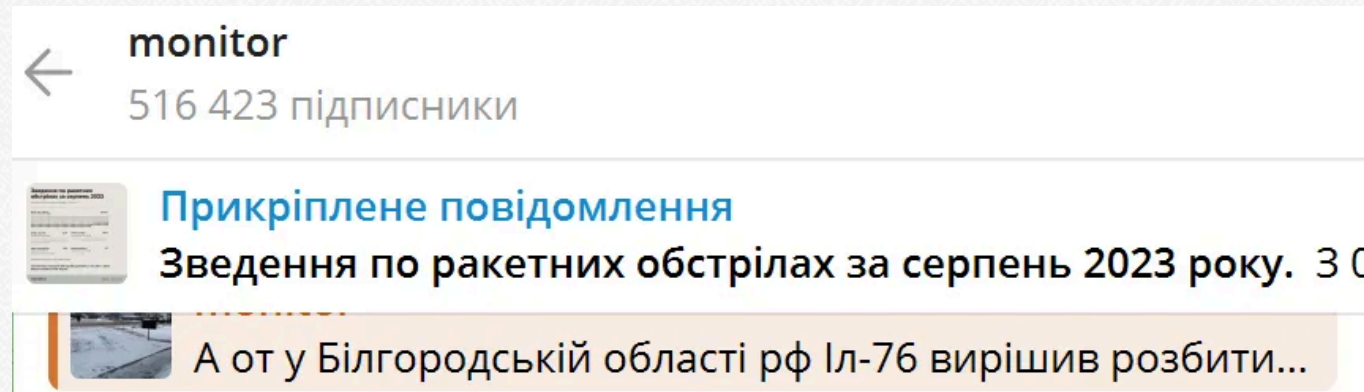 monitor
516 423 підписники
Прикріплене повідомлення
Зведення по ракетних обстрілах за серпень 2023 року. З 0
А от у Білгородській області рф Іл-76 вирішив розбити...